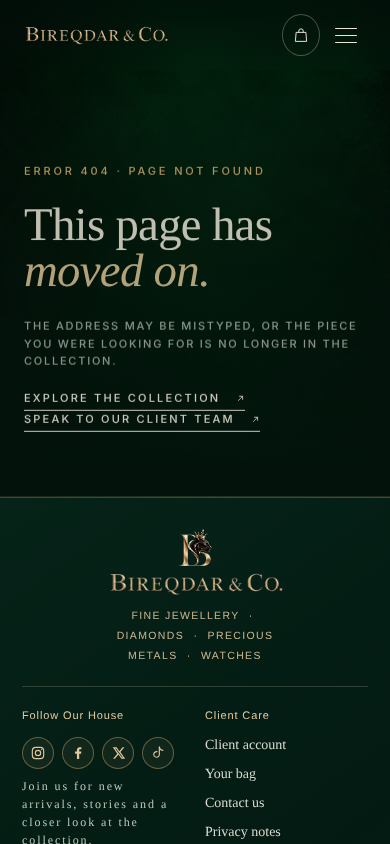 BIREQDAR & CO.
ERROR 404 · PAGE NOT FOUND
This page has
moved on.
THE ADDRESS MAY BE MISTYPED, OR THE PIECE
YOU WERE LOOKING FOR IS NO LONGER IN THE
COLLECTION.
EXPLORE THE COLLECTION ↗
SPEAK TO OUR CLIENT TEAM ↗
B
BIREQDAR & CO.
FINE JEWELLERY ·
DIAMONDS · PRECIOUS
METALS · WATCHES
Follow Our House
Join us for new
arrivals, stories and a
closer look at the
collection.
Client Care
Client account
Your bag
Contact us
Privacy notes